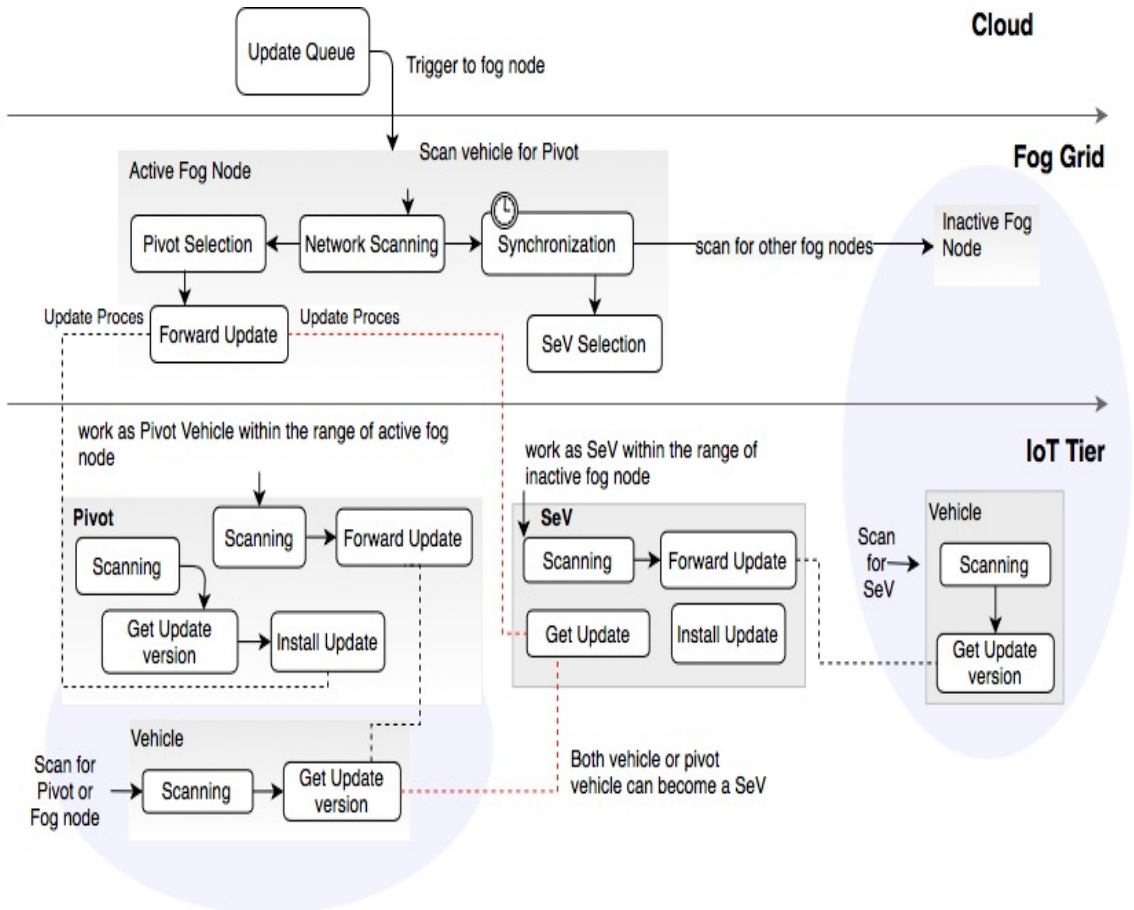 Cloud
Update Queue
Trigger to fog node
Fog Grid
Scan vehicle for Pivot
Active Fog Node
Pivot Selection
Network Scanning
Synchronization
scan for other fog nodes
Inactive Fog
Node
Update Proces
Forward Update
Update Proces
SeV Selection
IoT Tier
work as Pivot Vehicle within the range of active fog
node
work as SeV within the range of
inactive fog node
Pivot
Scanning
Forward Update
Scanning
Get Update
version
Install Update
SeV
Scanning
Forward Update
Get Update
Install Update
Scan
for
SeV
Vehicle
Scanning
Get Update
version
Vehicle
Scan for
Pivot or
Fog node
Scanning
Get Update
version
Both vehicle or pivot
vehicle can become a SeV